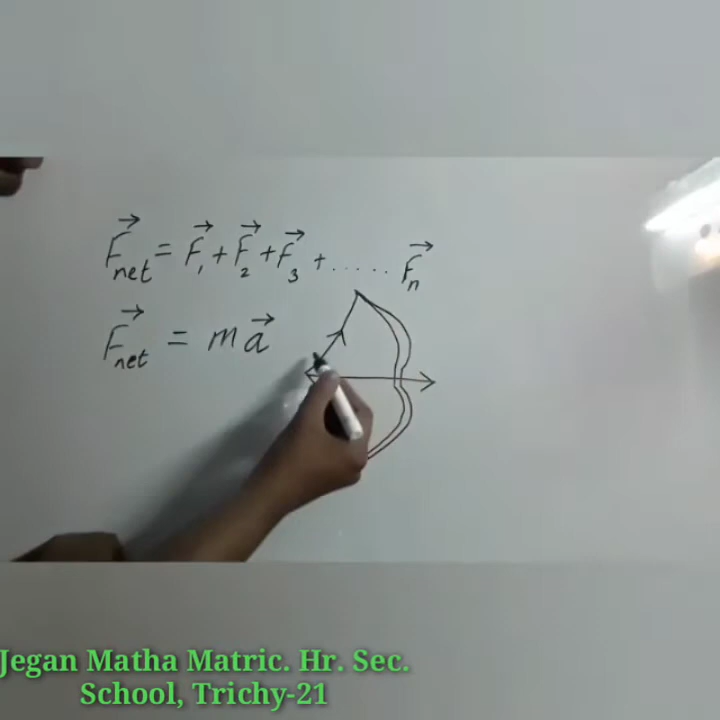 F⃗net = F⃗₁ + F⃗₂ + F⃗₃ + ...... F⃗n
F⃗net = ma⃗
Jegan Matha Matric. Hr. Sec.
School, Trichy-21